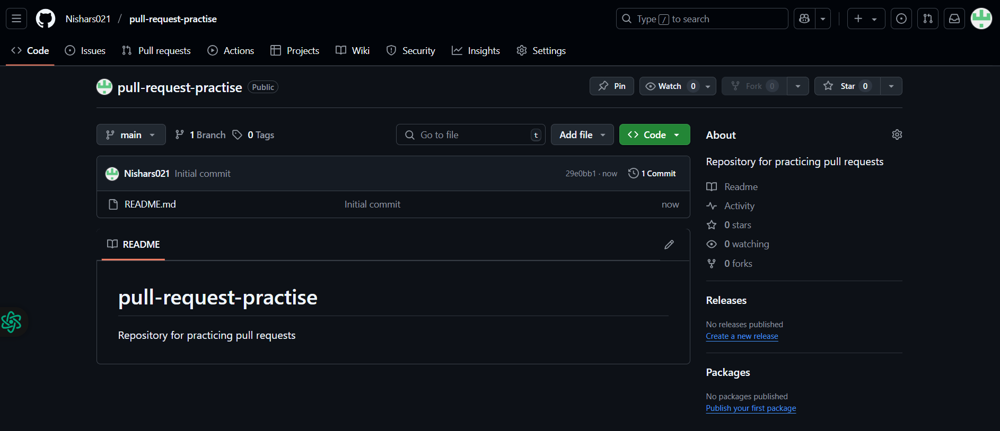 Nishars021 / pull-request-practise
Type / to search
Code Issues Pull requests Actions Projects Wiki Security Insights Settings
pull-request-practise Public
Pin Watch 0 Fork 0 Star 0
main 1 Branch 0 Tags
Go to file t Add file Code
Nishars021 Initial commit 29e0bb1 · now 1 Commit
README.md Initial commit now
README
pull-request-practise
Repository for practicing pull requests
About
Repository for practicing pull requests
Readme
Activity
0 stars
0 watching
0 forks
Releases
No releases published
Create a new release
Packages
No packages published
Publish your first package